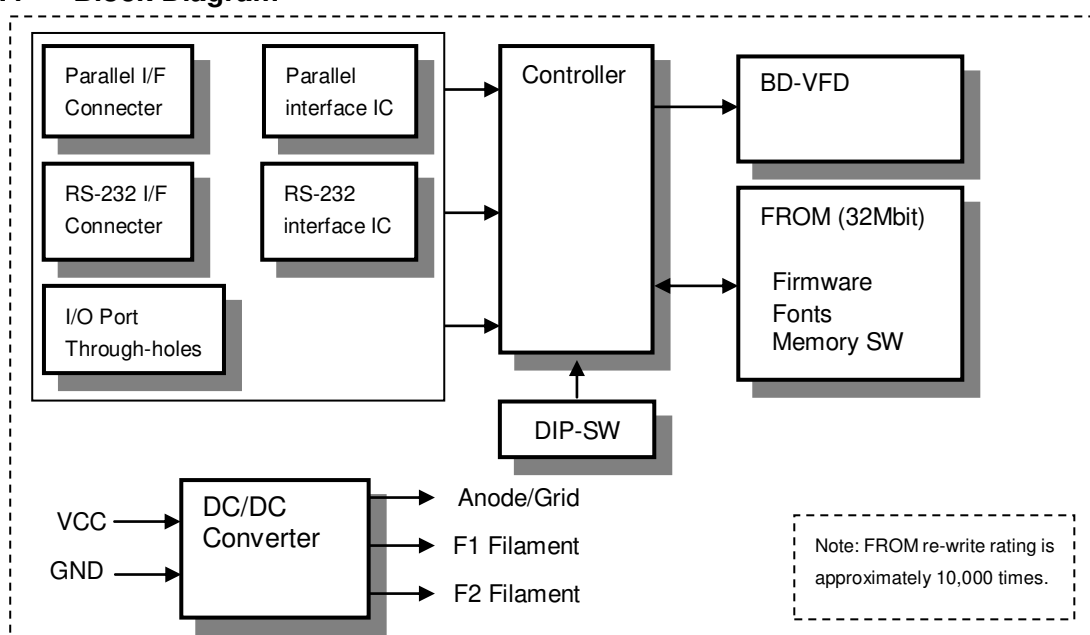 Block Diagram
Parallel I/F
Connecter
Parallel
interface IC
RS-232 I/F
Connecter
RS-232
interface IC
I/O Port
Through-holes
Controller
BD-VFD
FROM (32Mbit)
Firmware
Fonts
Memory SW
DIP-SW
VCC
GND
DC/DC
Converter
Anode/Grid
F1 Filament
F2 Filament
Note: FROM re-write rating is
approximately 10,000 times.